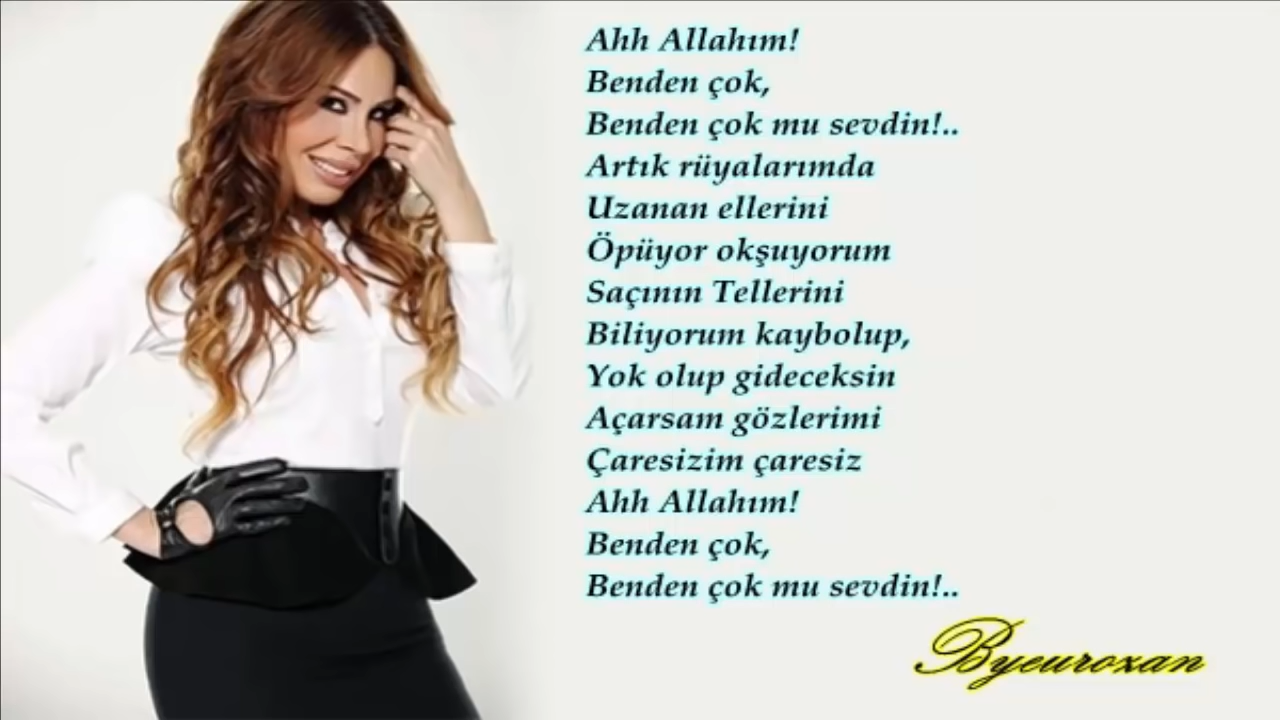 Ahh Allahım!
Benden çok,
Benden çok mu sevdin!..
Artık rüyalarımda
Uzanan ellerini
Öpüyor okşuyorum
Saçının Tellerini
Biliyorum kaybolup,
Yok olup gideceksin
Açarsam gözlerimi
Çaresizim çaresiz
Ahh Allahım!
Benden çok,
Benden çok mu sevdin!..
Byeurozan